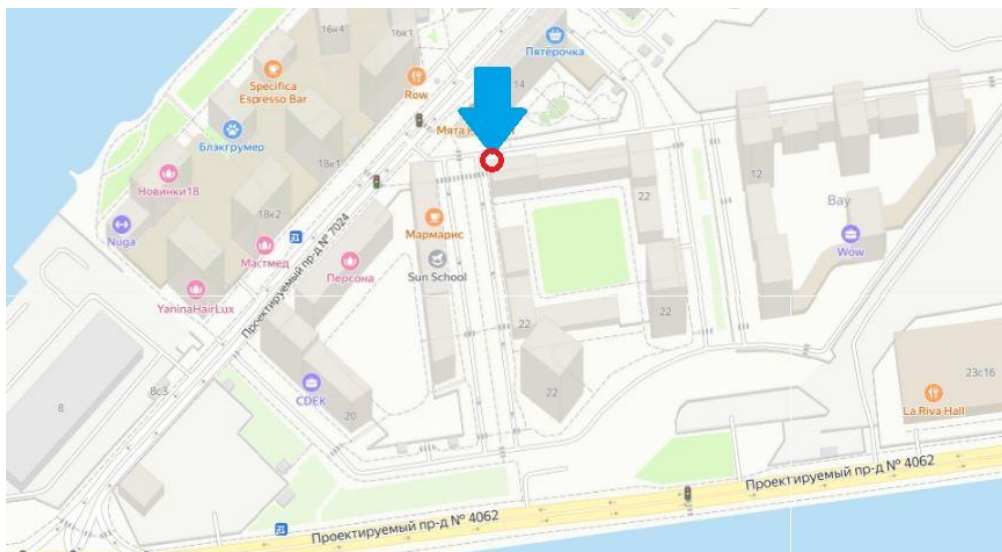 16к4
16к1
Пятёрочка
Specifica
Espresso Bar
Row
14
Мята
Блэкгрумер
18к1
Новинки18
12
22
18к2
Bay
Nuga
Мармарис
Wow
Мастмед
Персона
Sun School
Проектируемый пр-д № 7024
YaninaHairLux
22
22
23с16
8с3
CDEK
22
8
La Riva Hall
20
Проектируемый пр-д № 4062
Проектируемый пр-д № 4062